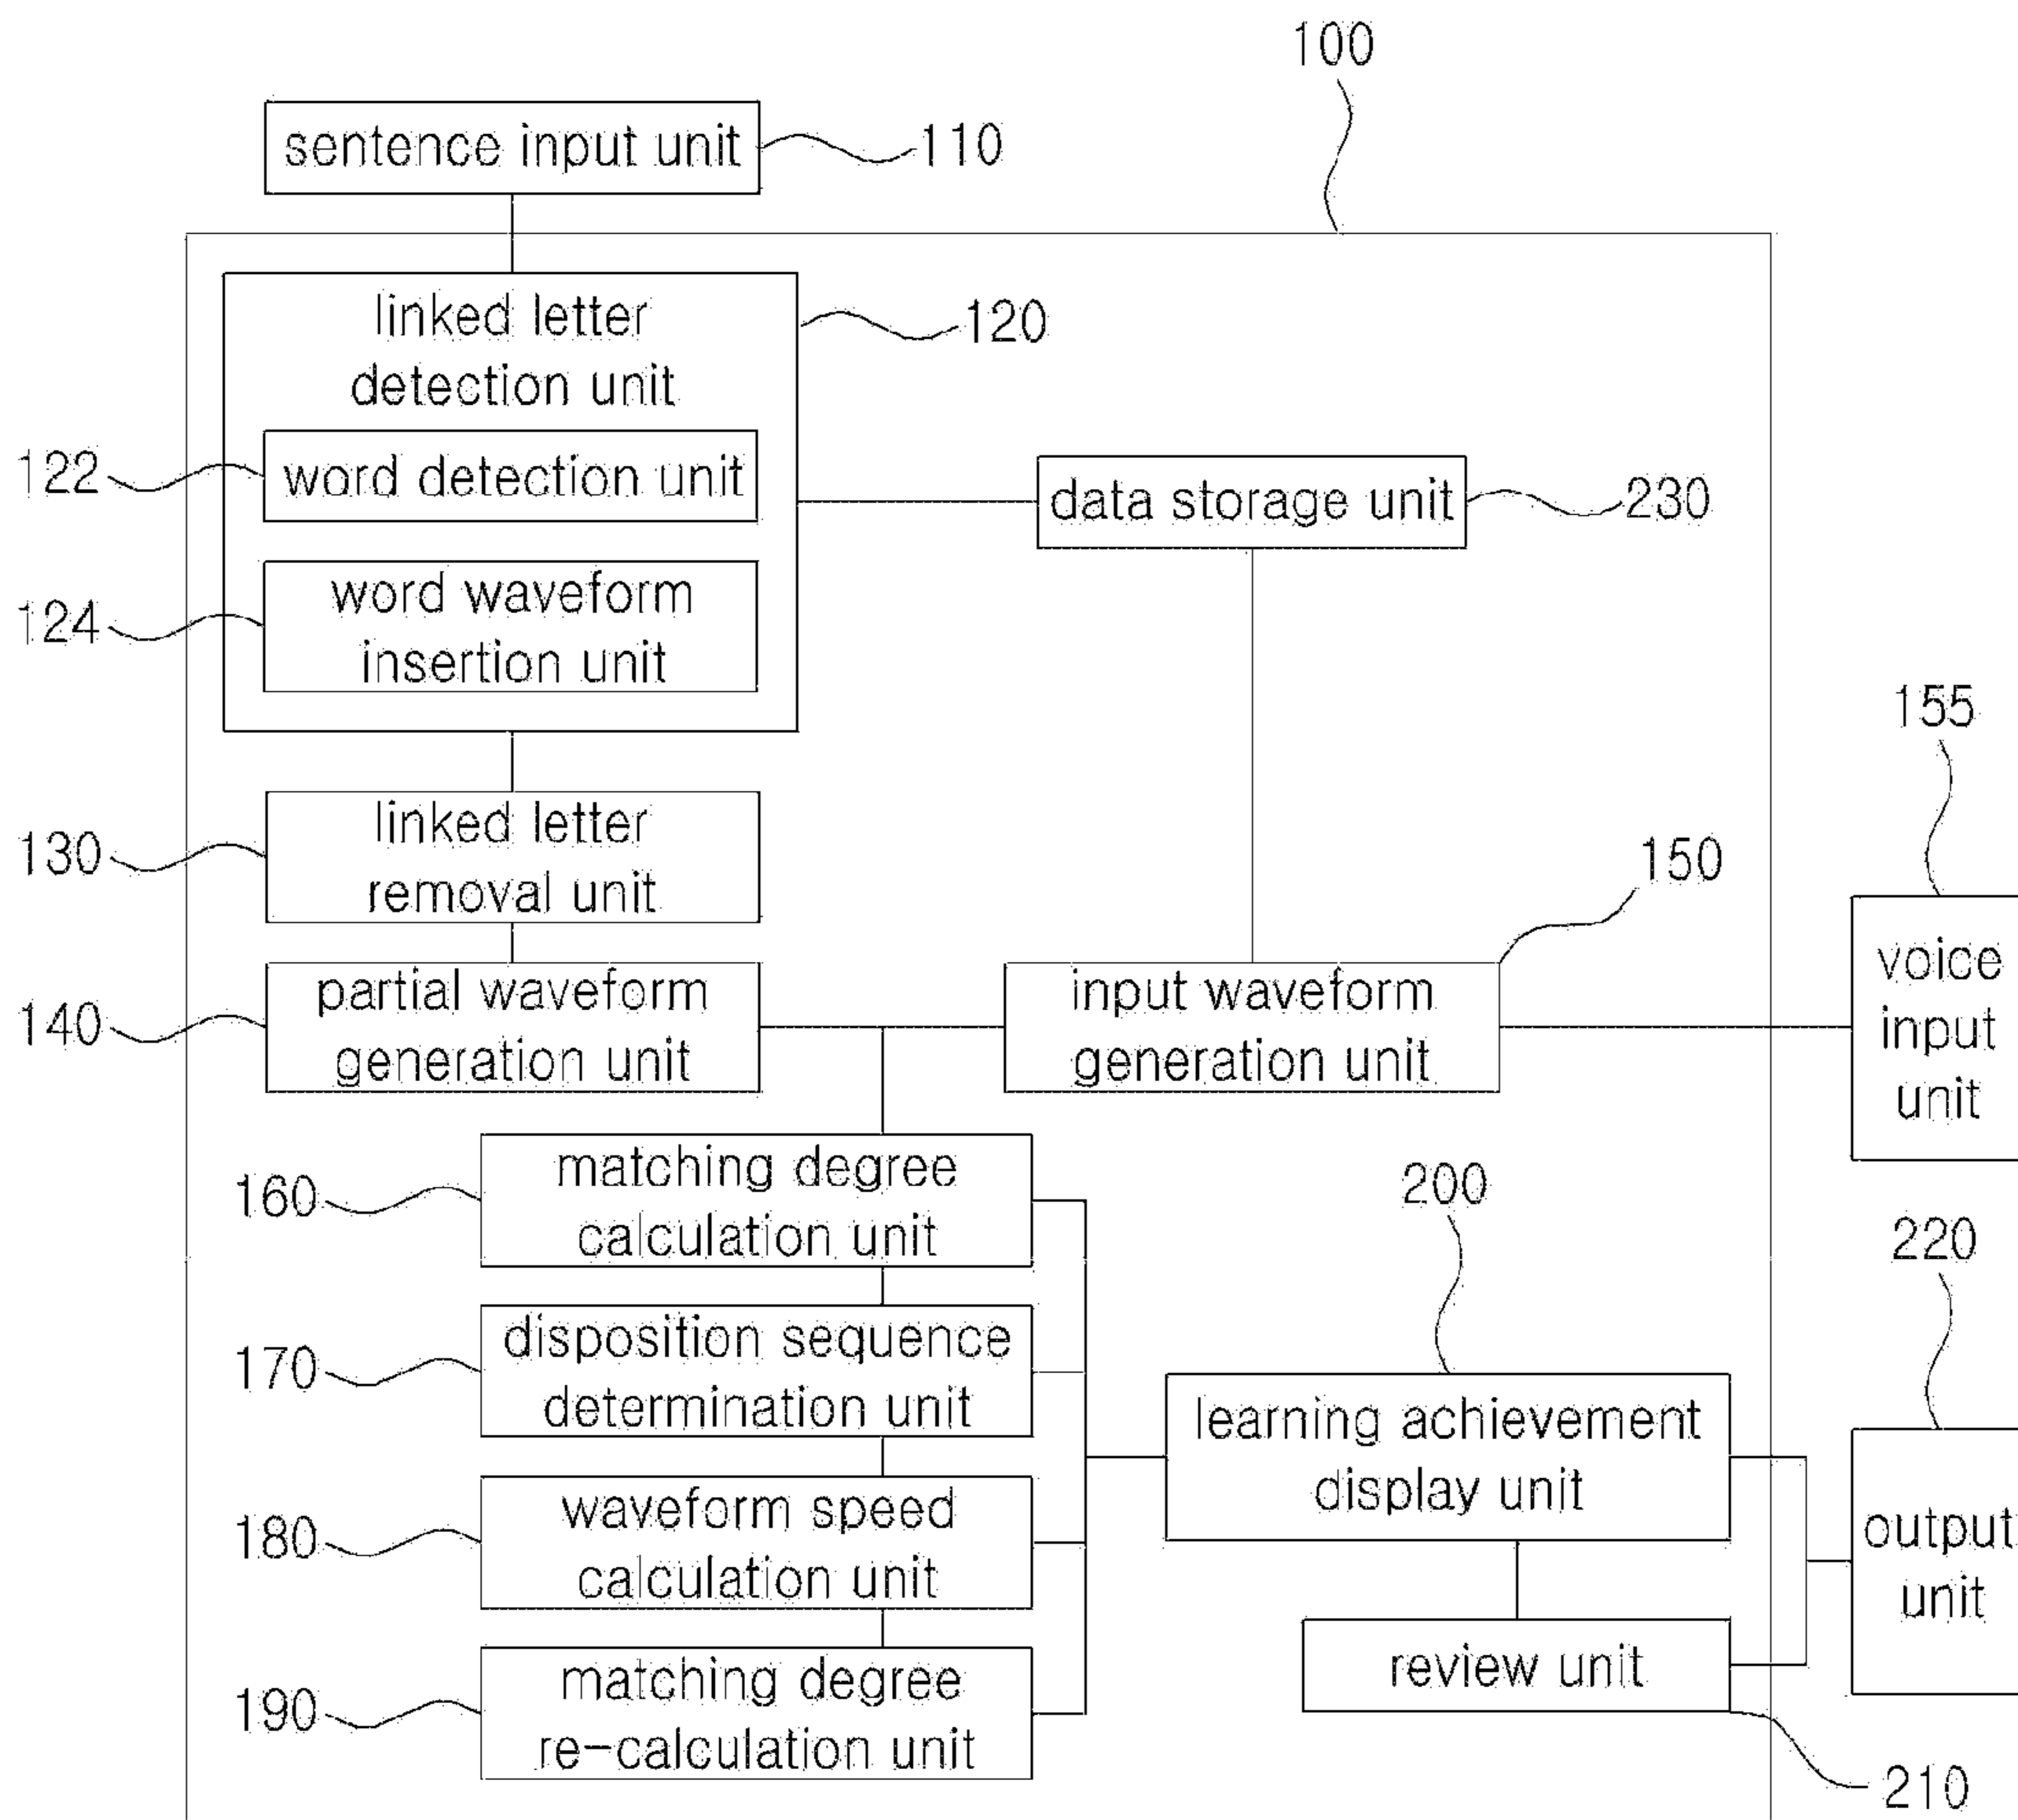 100
sentence input unit
110
linked letter
detection unit
120
122
word detection unit
data storage unit
230
124
word waveform
insertion unit
155
130
linked letter
removal unit
150
voice
input
unit
140
partial waveform
generation unit
input waveform
generation unit
160
matching degree
calculation unit
200
220
170
disposition sequence
determination unit
learning achievement
display unit
180
waveform speed
calculation unit
output
unit
190
matching degree
re-calculation unit
review unit
210